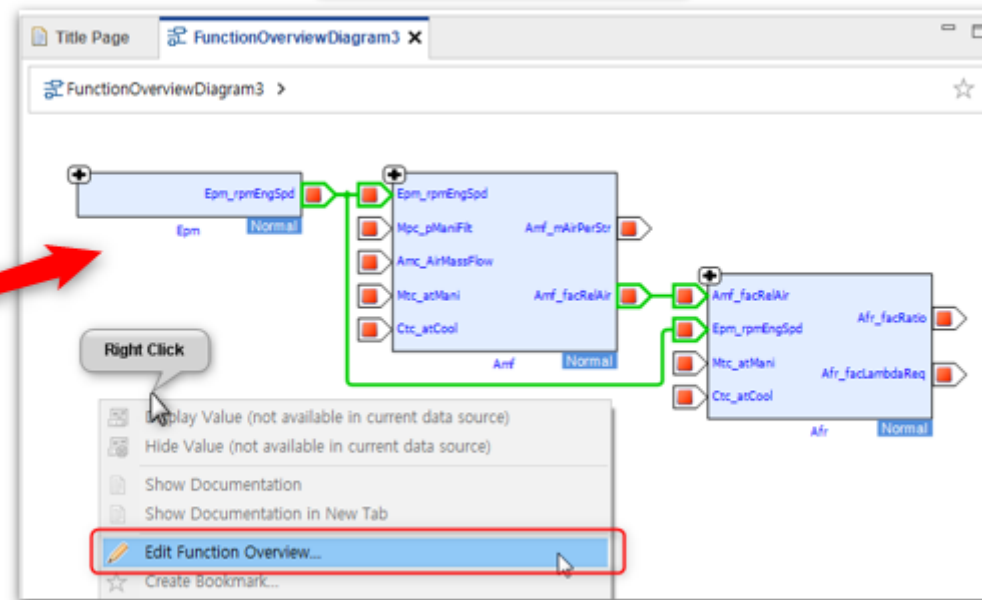 Title Page
FunctionOverviewDiagram3
FunctionOverviewDiagram3
Epm_rpmEngSpd
Epm
Normal
Epm_rpmEngSpd
Mpc_pManiFilt
Amc_AirMassFlow
Mtc_atMani
Ctc_atCool
Amf_mAirPerStr
Amf_facRelAir
Amf
Normal
Amf_facRelAir
Epm_rpmEngSpd
Mtc_atMani
Ctc_atCool
Afr_facRatio
Afr_facLambdaReq
Afr
Normal
Right Click
Display Value (not available in current data source)
Hide Value (not available in current data source)
Show Documentation
Show Documentation in New Tab
Edit Function Overview...
Create Bookmark...